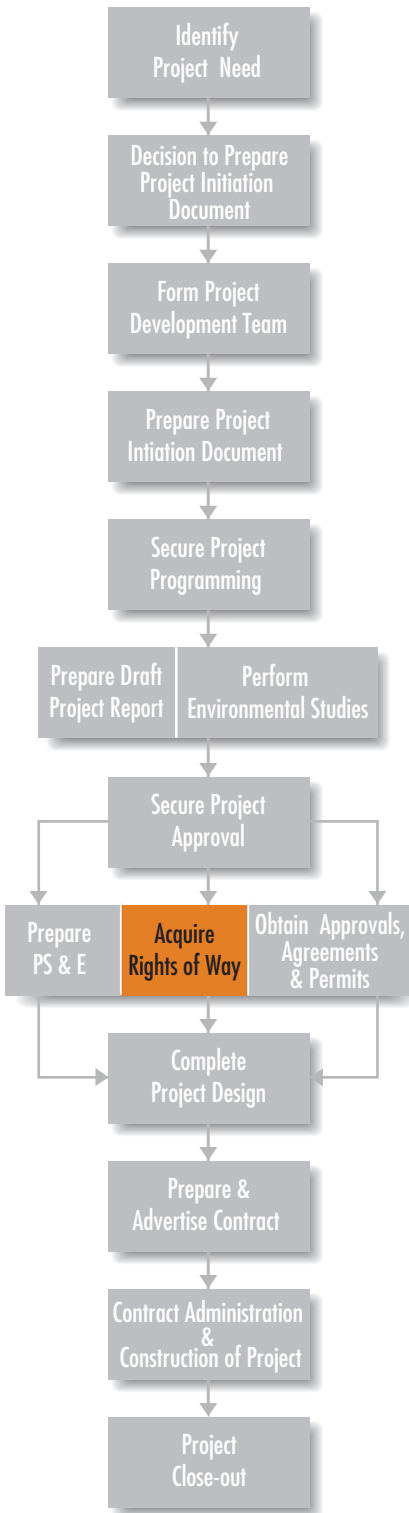 Identify
Project Need
Decision to Prepare
Project Initiation
Document
Form Project
Development Team
Prepare Project
Intiation Document
Secure Project
Programming
Prepare Draft
Project Report
Perform
Environmental Studies
Secure Project
Approval
Prepare
PS & E
Acquire
Rights of Way
Obtain Approvals,
Agreements
& Permits
Complete
Project Design
Prepare &
Advertise Contract
Contract Administration
&
Construction of Project
Project
Close-out